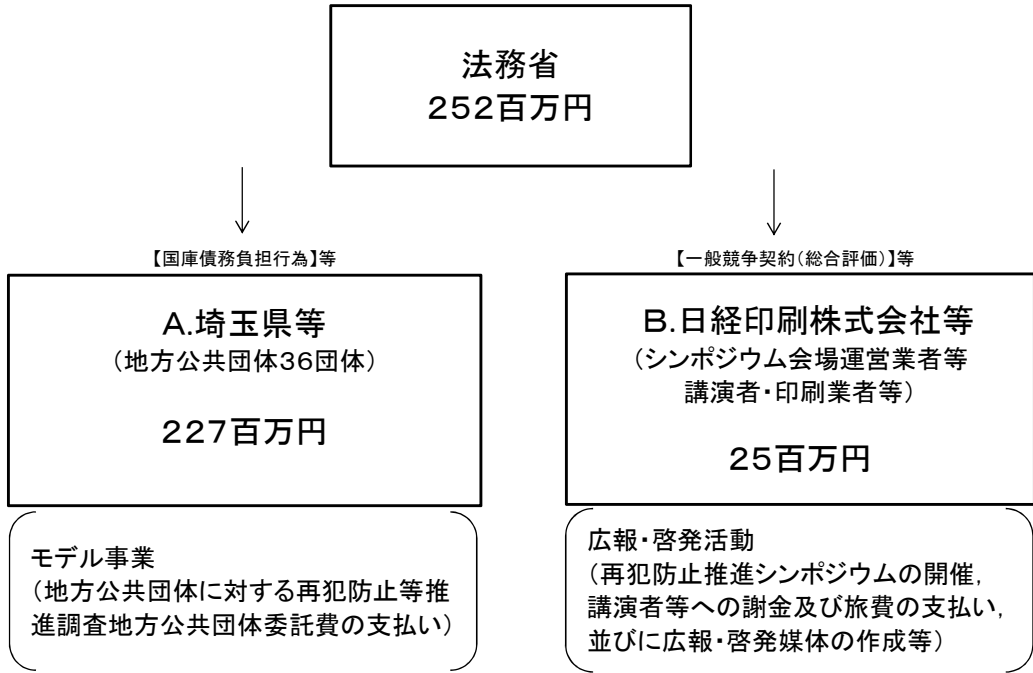 法務省
252百万円
【国庫債務負担行為】等
A.埼玉県等
(地方公共団体36団体)
227百万円
モデル事業
(地方公共団体に対する再犯防止等推
進調査地方公共団体委託費の支払い)
【一般競争契約(総合評価)】等
B.日経印刷株式会社等
(シンポジウム会場運営業者等
講演者・印刷業者等)
25百万円
広報・啓発活動
(再犯防止推進シンポジウムの開催,
講演者等への謝金及び旅費の支払い,
並びに広報・啓発媒体の作成等)